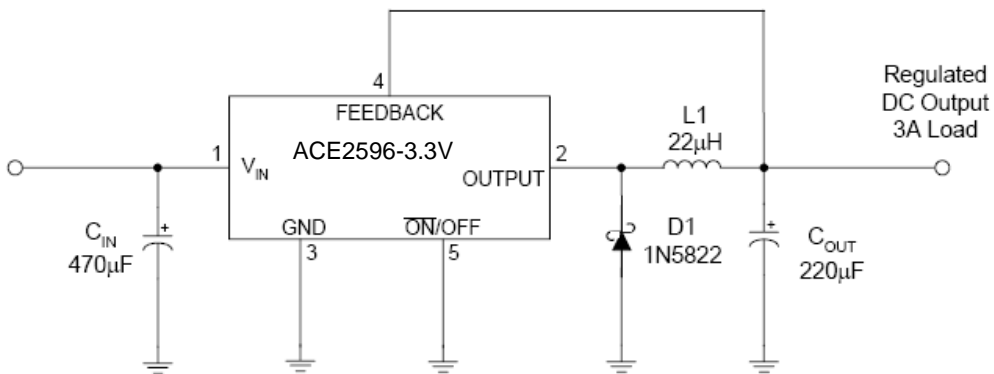 4
FEEDBACK
ACE2596-3.3V
1
V_IN
2
OUTPUT
GND
3
ON/OFF
5
+
C_IN
470μF
L1
22μH
D1
1N5822
+
C_OUT
220μF
Regulated
DC Output
3A Load